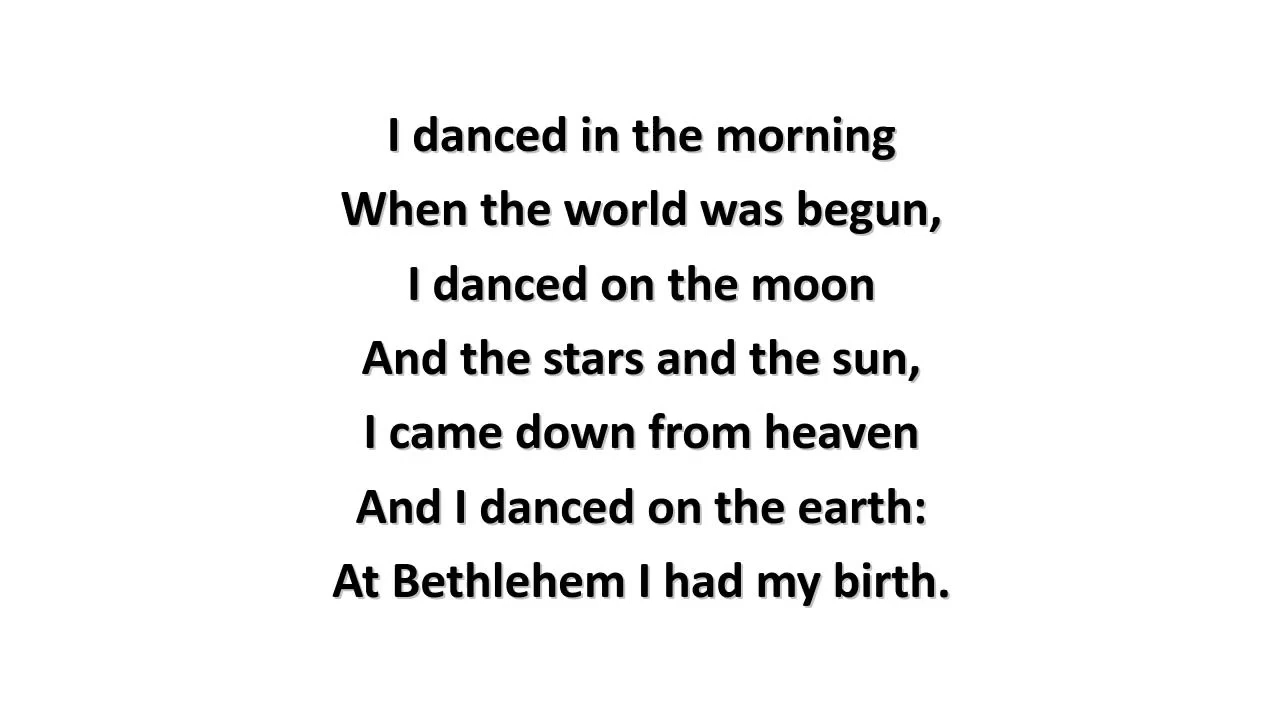 I danced in the morning
When the world was begun,
I danced on the moon
And the stars and the sun,
I came down from heaven
And I danced on the earth:
At Bethlehem I had my birth.